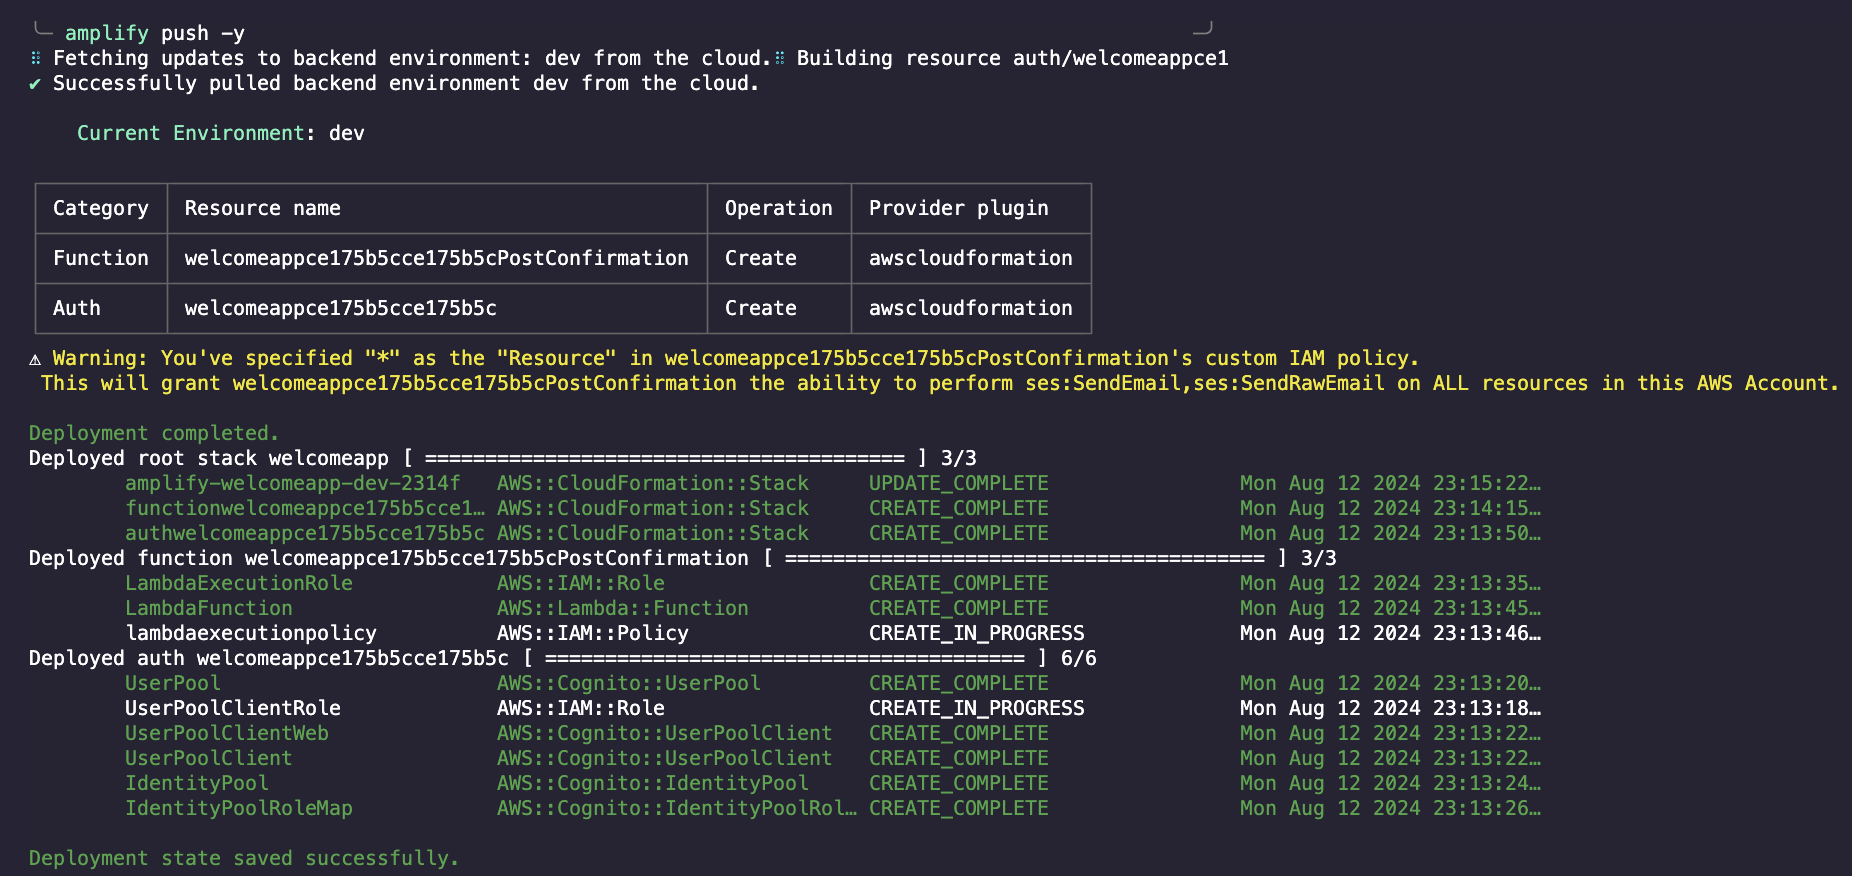 amplify push -y
⠿ Fetching updates to backend environment: dev from the cloud.⠿ Building resource auth/welcomeappce1
✔ Successfully pulled backend environment dev from the cloud.
Current Environment: dev
Category Resource name Operation Provider plugin
Function welcomeappce175b5cce175b5cPostConfirmation Create awscloudformation
Auth welcomeappce175b5cce175b5c Create awscloudformation
⚠ Warning: You've specified "*" as the "Resource" in welcomeappce175b5cce175b5cPostConfirmation's custom IAM policy.
This will grant welcomeappce175b5cce175b5cPostConfirmation the ability to perform ses:SendEmail,ses:SendRawEmail on ALL resources in this AWS Account.
Deployment completed.
Deployed root stack welcomeapp [ ======================================== ] 3/3
amplify-welcomeapp-dev-2314f AWS::CloudFormation::Stack UPDATE_COMPLETE Mon Aug 12 2024 23:15:22…
functionwelcomeappce175b5cce1… AWS::CloudFormation::Stack CREATE_COMPLETE Mon Aug 12 2024 23:14:15…
authwelcomeappce175b5cce175b5c AWS::CloudFormation::Stack CREATE_COMPLETE Mon Aug 12 2024 23:13:50…
Deployed function welcomeappce175b5cce175b5cPostConfirmation [ ======================================== ] 3/3
LambdaExecutionRole AWS::IAM::Role CREATE_COMPLETE Mon Aug 12 2024 23:13:35…
LambdaFunction AWS::Lambda::Function CREATE_COMPLETE Mon Aug 12 2024 23:13:45…
lambdaexecutionpolicy AWS::IAM::Policy CREATE_IN_PROGRESS Mon Aug 12 2024 23:13:46…
Deployed auth welcomeappce175b5cce175b5c [ ======================================== ] 6/6
UserPool AWS::Cognito::UserPool CREATE_COMPLETE Mon Aug 12 2024 23:13:20…
UserPoolClientRole AWS::IAM::Role CREATE_IN_PROGRESS Mon Aug 12 2024 23:13:18…
UserPoolClientWeb AWS::Cognito::UserPoolClient CREATE_COMPLETE Mon Aug 12 2024 23:13:22…
UserPoolClient AWS::Cognito::UserPoolClient CREATE_COMPLETE Mon Aug 12 2024 23:13:22…
IdentityPool AWS::Cognito::IdentityPool CREATE_COMPLETE Mon Aug 12 2024 23:13:24…
IdentityPoolRoleMap AWS::Cognito::IdentityPoolRol… CREATE_COMPLETE Mon Aug 12 2024 23:13:26…
Deployment state saved successfully.